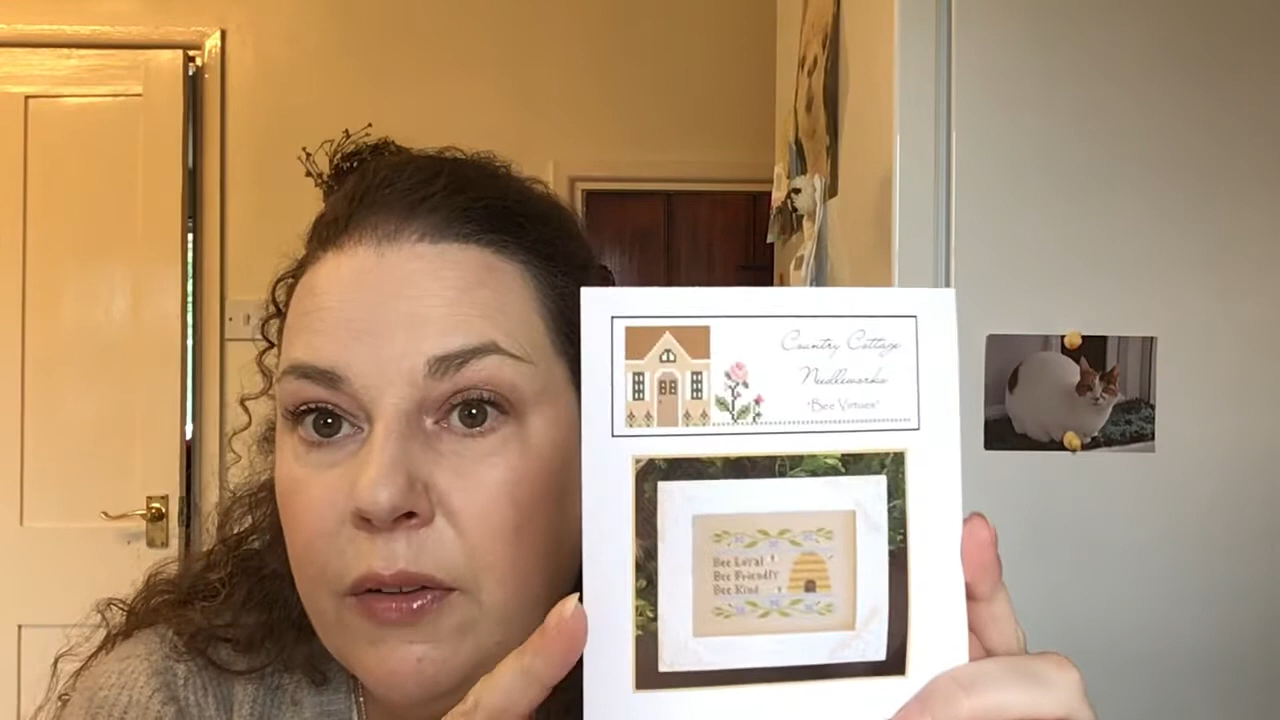 Country Cottage
Needleworks
"Bee Virtues"
Bee Loyal
Bee Friendly
Bee Kind